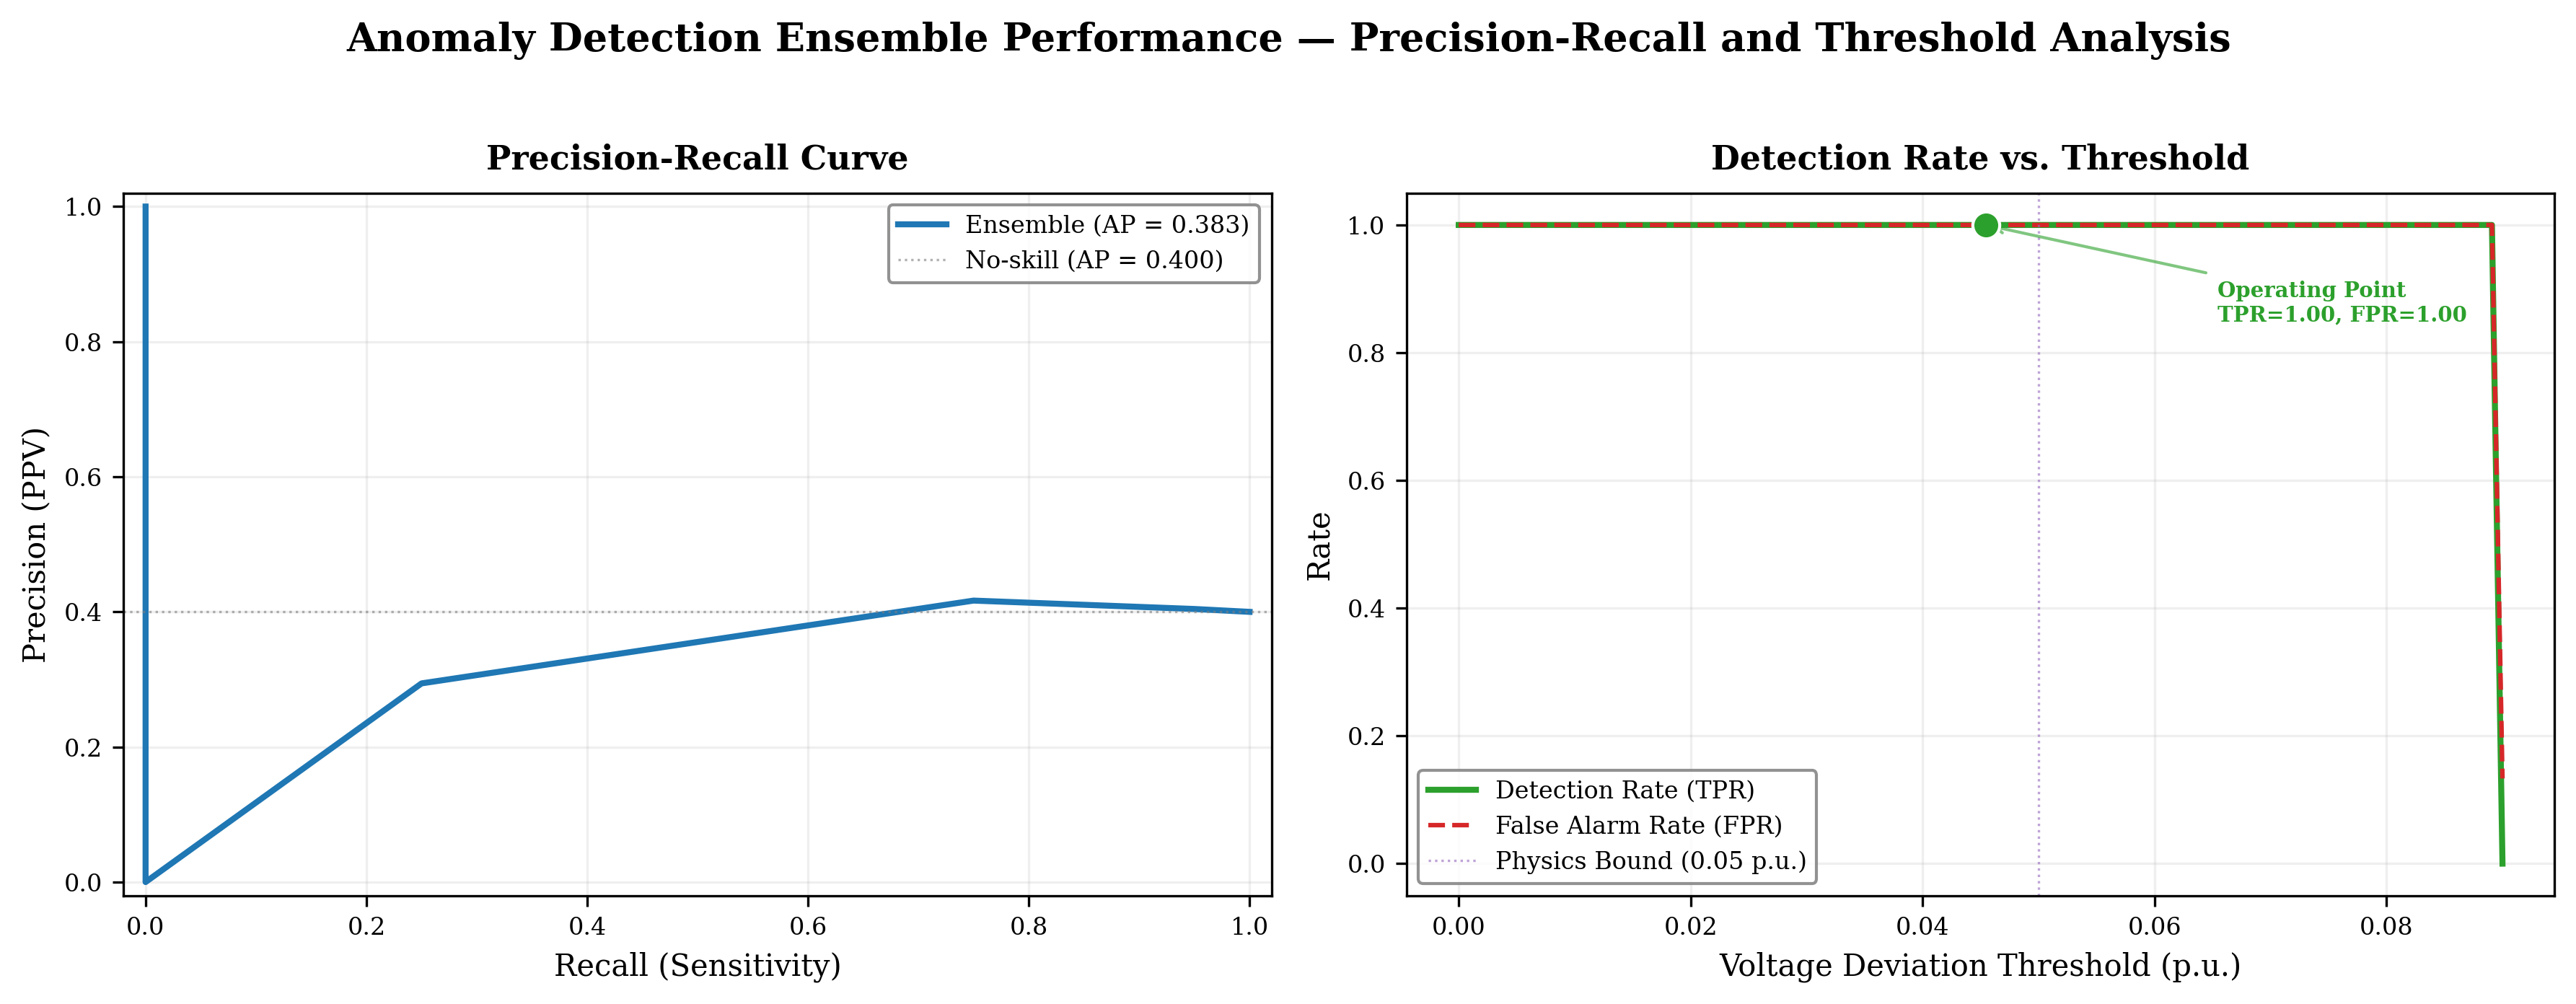 Anomaly Detection Ensemble Performance — Precision-Recall and Threshold Analysis
Precision-Recall Curve
1.0
0.8
0.6
0.4
0.2
0.0
Precision (PPV)
Ensemble (AP = 0.383)
No-skill (AP = 0.400)
0.0
0.2
0.4
0.6
0.8
1.0
Recall (Sensitivity)
Detection Rate vs. Threshold
1.0
0.8
0.6
0.4
0.2
0.0
Rate
Operating Point
TPR=1.00, FPR=1.00
Detection Rate (TPR)
False Alarm Rate (FPR)
Physics Bound (0.05 p.u.)
0.00
0.02
0.04
0.06
0.08
Voltage Deviation Threshold (p.u.)